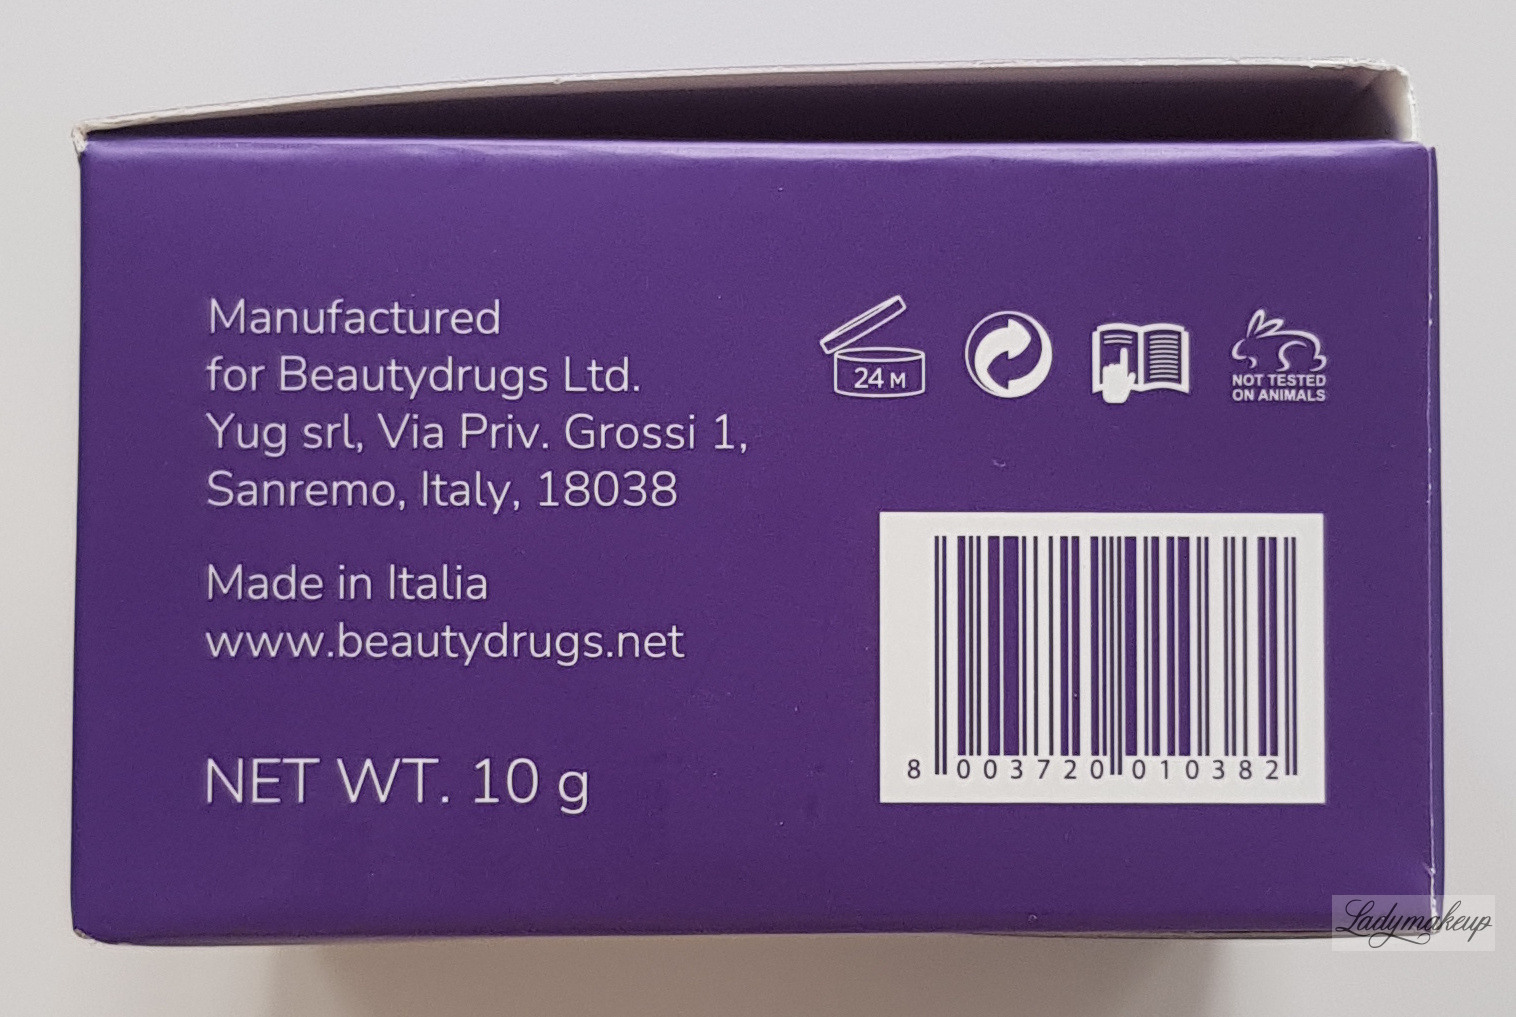 Manufactured
for Beautydrugs Ltd.
Yug srl, Via Priv. Grossi 1,
Sanremo, Italy, 18038
Made in Italia
www.beautydrugs.net
NET WT. 10 g
24 M
NOT TESTED
ON ANIMALS
8 003720 010382
Ladymakeup